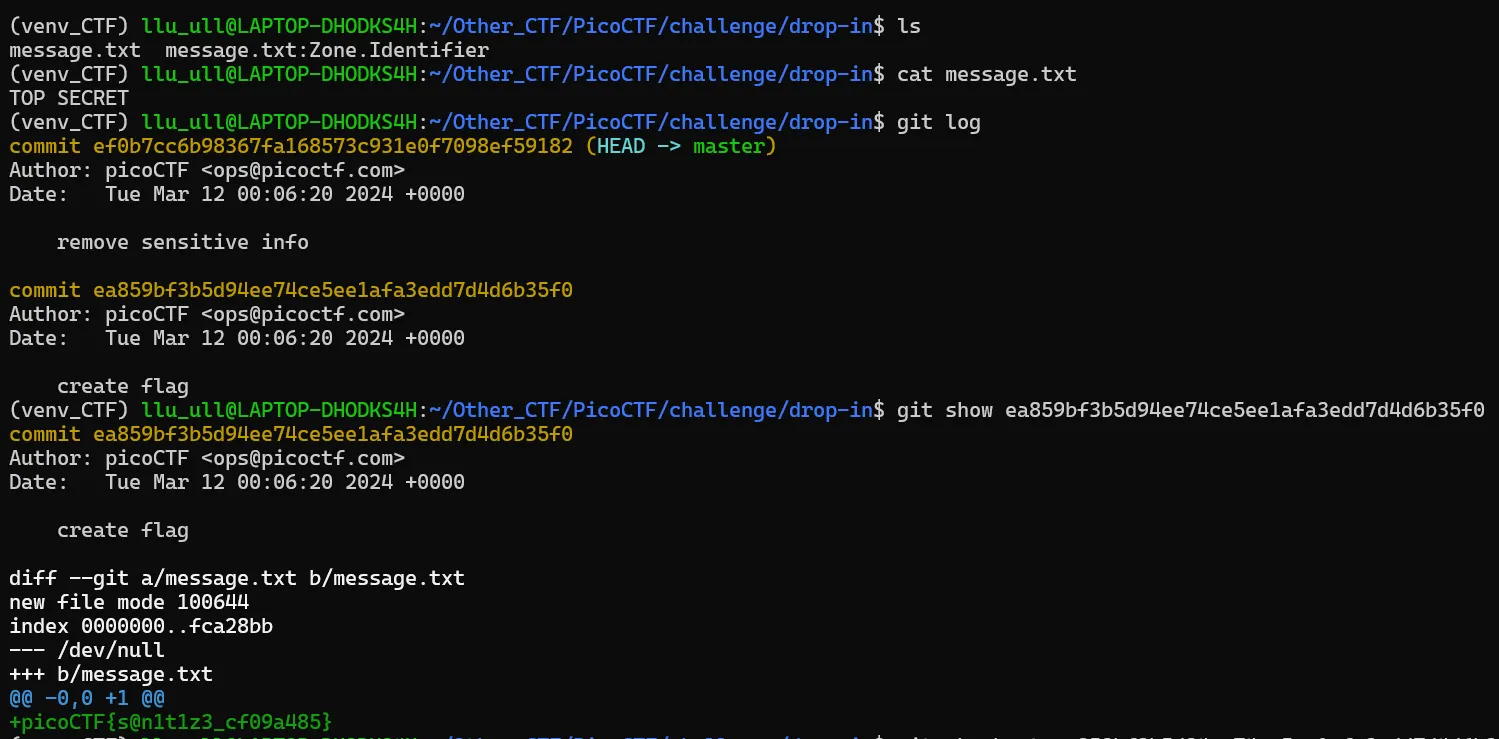 (venv_CTF) llu_ull@LAPTOP-DHODKS4H:~/Other_CTF/PicoCTF/challenge/drop-in$ ls
message.txt  message.txt:Zone.Identifier
(venv_CTF) llu_ull@LAPTOP-DHODKS4H:~/Other_CTF/PicoCTF/challenge/drop-in$ cat message.txt
TOP SECRET
(venv_CTF) llu_ull@LAPTOP-DHODKS4H:~/Other_CTF/PicoCTF/challenge/drop-in$ git log
commit ef0b7cc6b98367fa168573c931e0f7098ef59182 (HEAD -> master)
Author: picoCTF <ops@picoctf.com>
Date:   Tue Mar 12 00:06:20 2024 +0000
    remove sensitive info
commit ea859bf3b5d94ee74ce5ee1afa3edd7d4d6b35f0
Author: picoCTF <ops@picoctf.com>
Date:   Tue Mar 12 00:06:20 2024 +0000
    create flag
(venv_CTF) llu_ull@LAPTOP-DHODKS4H:~/Other_CTF/PicoCTF/challenge/drop-in$ git show ea859bf3b5d94ee74ce5ee1afa3edd7d4d6b35f0
commit ea859bf3b5d94ee74ce5ee1afa3edd7d4d6b35f0
Author: picoCTF <ops@picoctf.com>
Date:   Tue Mar 12 00:06:20 2024 +0000
    create flag
diff --git a/message.txt b/message.txt
new file mode 100644
index 0000000..fca28bb
--- /dev/null
+++ b/message.txt
@@ -0,0 +1 @@
+picoCTF{s@n1t1z3_cf09a485}